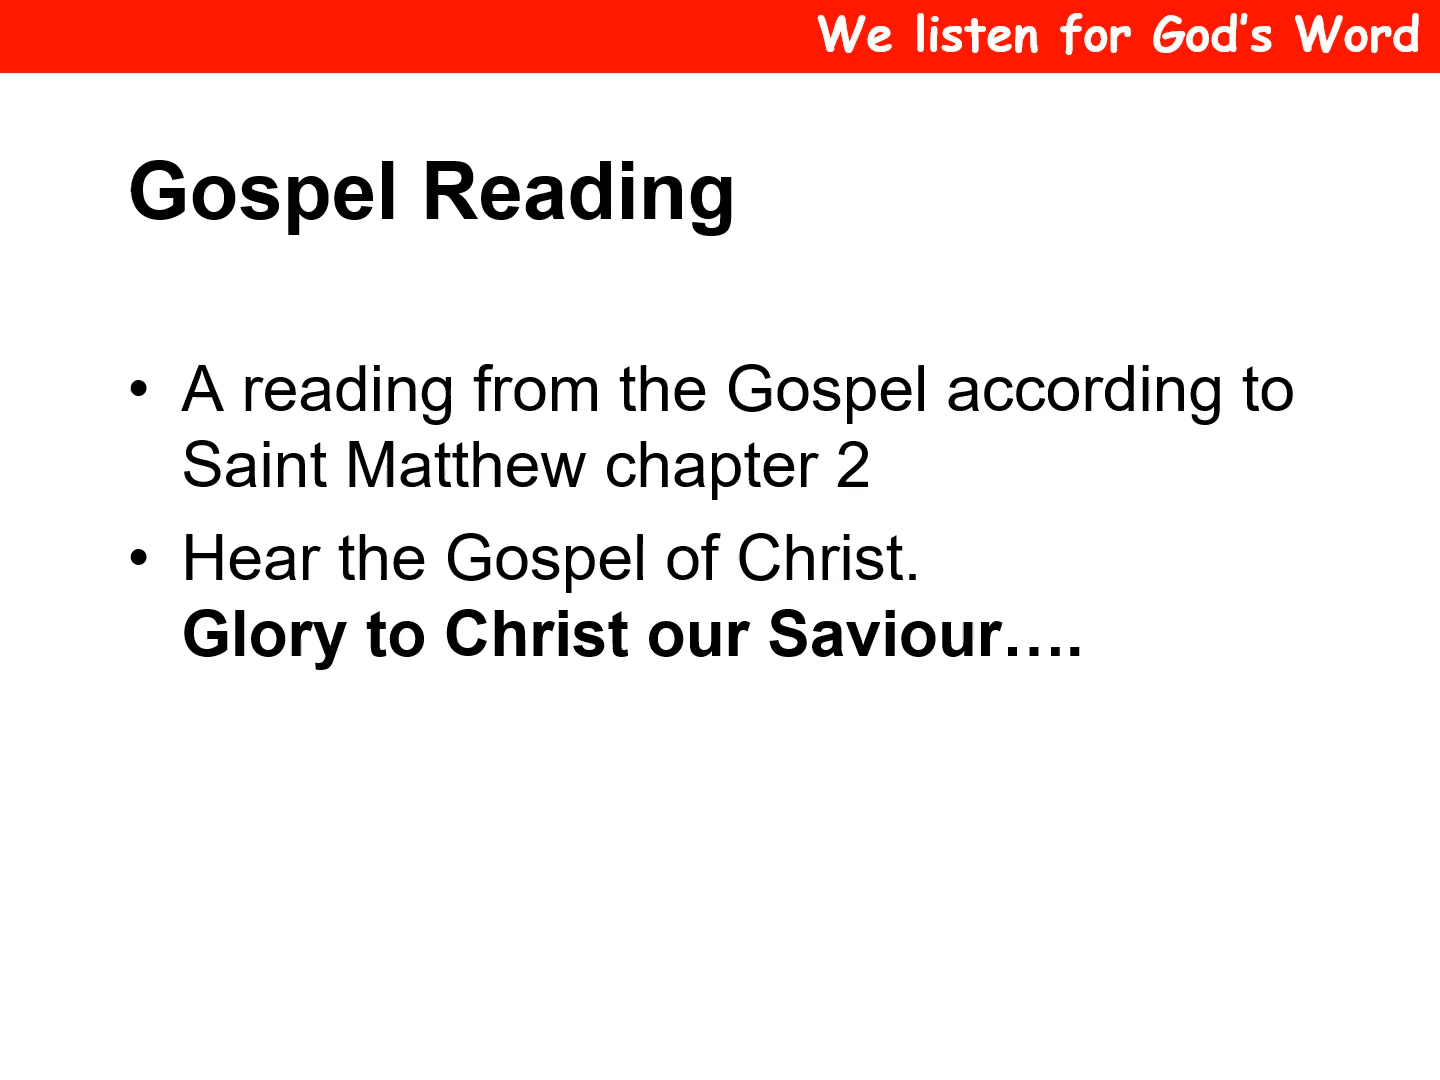 We listen for God's Word
Gospel Reading
• A reading from the Gospel according to
Saint Matthew chapter 2
• Hear the Gospel of Christ.
Glory to Christ our Saviour….